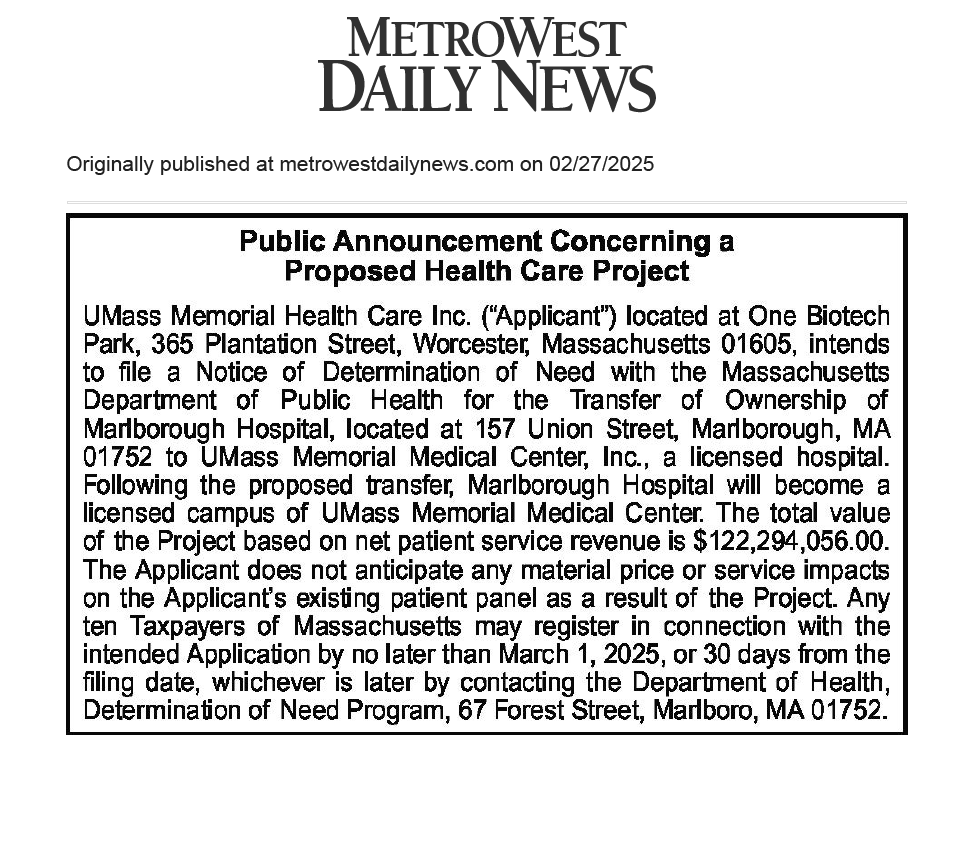 METROWEST
DAILY NEWS
Originally published at metrowestdailynews.com on 02/27/2025
Public Announcement Concerning a
Proposed Health Care Project
UMass Memorial Health Care Inc. (“Applicant”) located at One Biotech
Park, 365 Plantation Street, Worcester, Massachusetts 01605, intends
to file a Notice of Determination of Need with the Massachusetts
Department of Public Health for the Transfer of Ownership of
Marlborough Hospital, located at 157 Union Street, Marlborough, MA
01752 to UMass Memorial Medical Center, Inc., a licensed hospital.
Following the proposed transfer, Marlborough Hospital will become a
licensed campus of UMass Memorial Medical Center. The total value
of the Project based on net patient service revenue is $122,294,056.00.
The Applicant does not anticipate any material price or service impacts
on the Applicant’s existing patient panel as a result of the Project. Any
ten Taxpayers of Massachusetts may register in connection with the
intended Application by no later than March 1, 2025, or 30 days from the
filing date, whichever is later by contacting the Department of Health,
Determination of Need Program, 67 Forest Street, Marlboro, MA 01752.